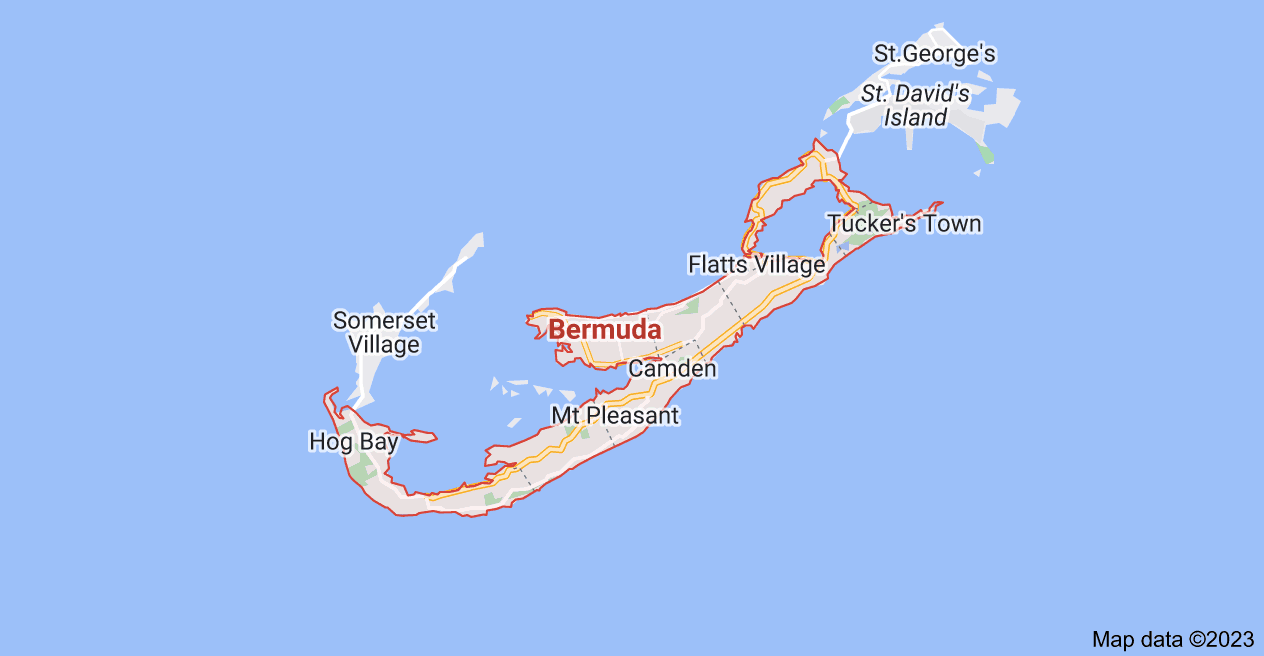 St.George's
St. David's
Island
Tucker's Town
Flatts Village
Somerset
Village
Bermuda
Camden
Mt Pleasant
Hog Bay
Map data ©2023